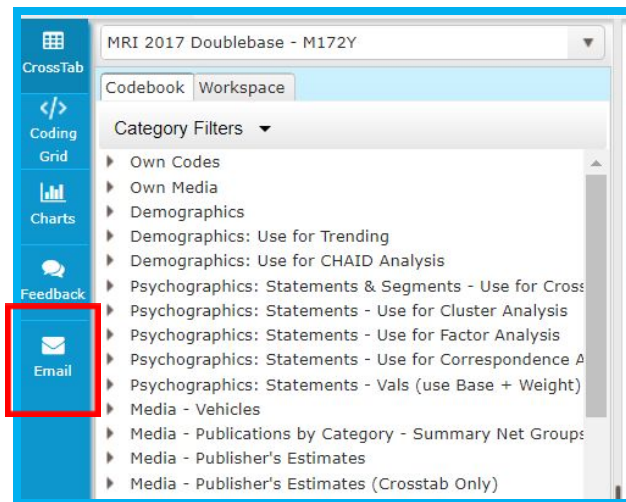 CrossTab
Coding
Grid
Charts
Feedback
Email
MRI 2017 Doublebase - M172Y
Codebook Workspace
Category Filters
Own Codes
Own Media
Demographics
Demographics: Use for Trending
Demographics: Use for CHAID Analysis
Psychographics: Statements & Segments - Use for Cross
Psychographics: Statements - Use for Cluster Analysis
Psychographics: Statements - Use for Factor Analysis
Psychographics: Statements - Use for Correspondence A
Psychographics: Statements - Vals (use Base + Weight)
Media - Vehicles
Media - Publications by Category - Summary Net Groups
Media - Publisher's Estimates
Media - Publisher's Estimates (Crosstab Only)